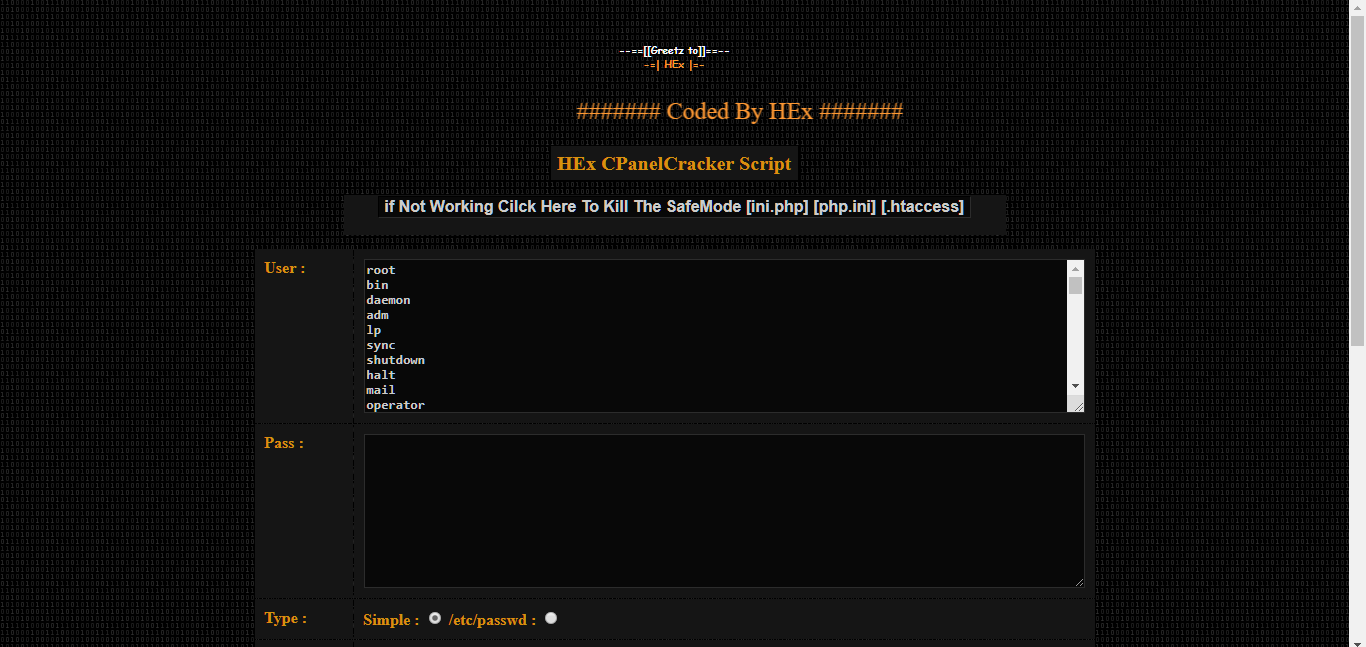 --==[[Greetz to]]==--
-=| HEx |=-
####### Coded By HEx #######
HEx CPanelCracker Script
if Not Working Cilck Here To Kill The SafeMode [ini.php] [php.ini] [.htaccess]
User :
root
bin
daemon
adm
lp
sync
shutdown
halt
mail
operator
Pass :
Type :
Simple : /etc/passwd :